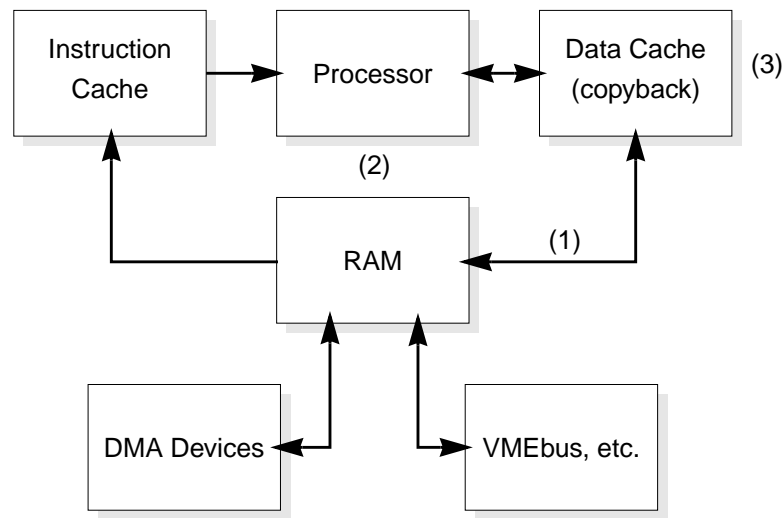 Instruction
Cache
Processor
Data Cache
(copyback)
(3)
(2)
RAM
(1)
DMA Devices
VMEbus, etc.